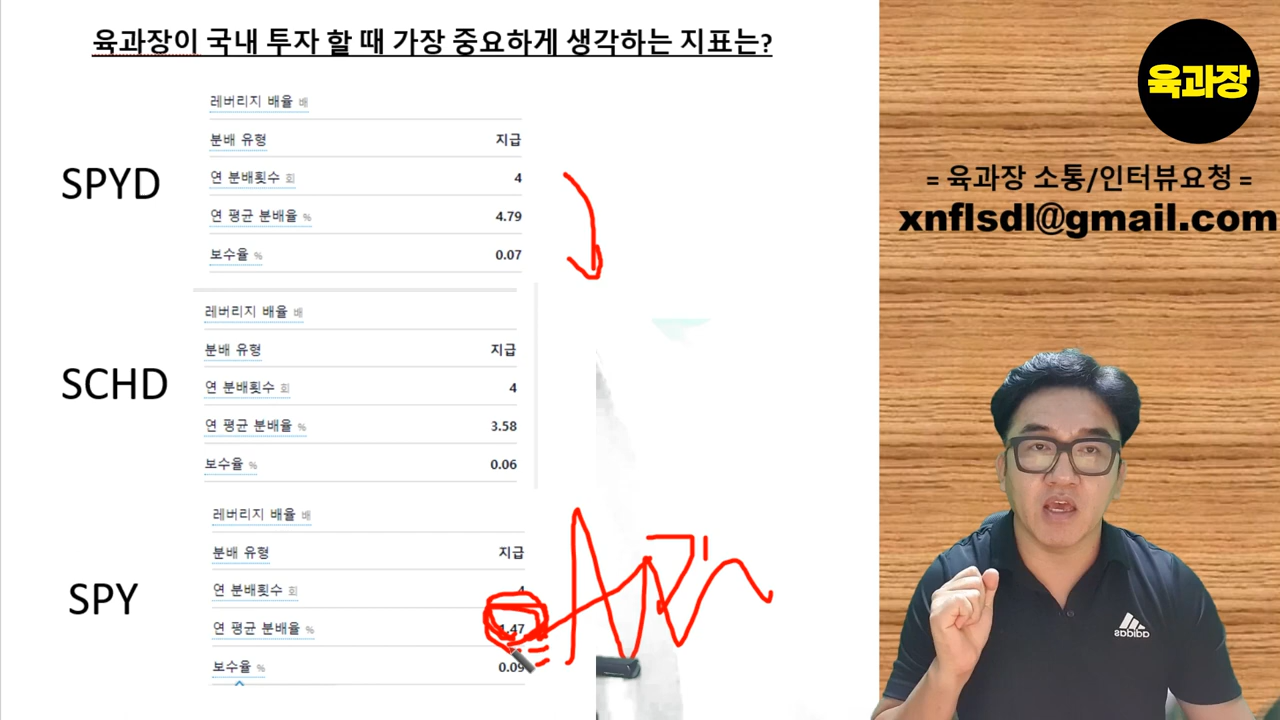 육과장이 국내 투자 할 때 가장 중요하게 생각하는 지표는?
육과장
= 육과장 소통/인터뷰요청 =
xnflsdl@gmail.com
SPYD
레버리지 배율 배
분배 유형 지급
연 분배횟수 회 4
연 평균 분배율 % 4.79
보수율 % 0.07
SCHD
레버리지 배율 배
분배 유형 지급
연 분배횟수 회 4
연 평균 분배율 % 3.58
보수율 % 0.06
SPY
레버리지 배율 배
분배 유형 지급
연 분배횟수 회 4
연 평균 분배율 % 1.47
보수율 % 0.09
adidas